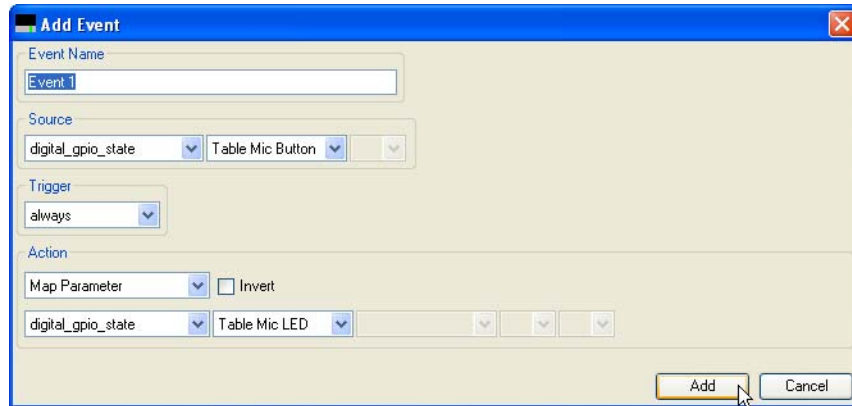 Add Event
Event Name
Event 1
Source
digital_gpio_state Table Mic Button
Trigger
always
Action
Map Parameter Invert
digital_gpio_state Table Mic LED
Add Cancel